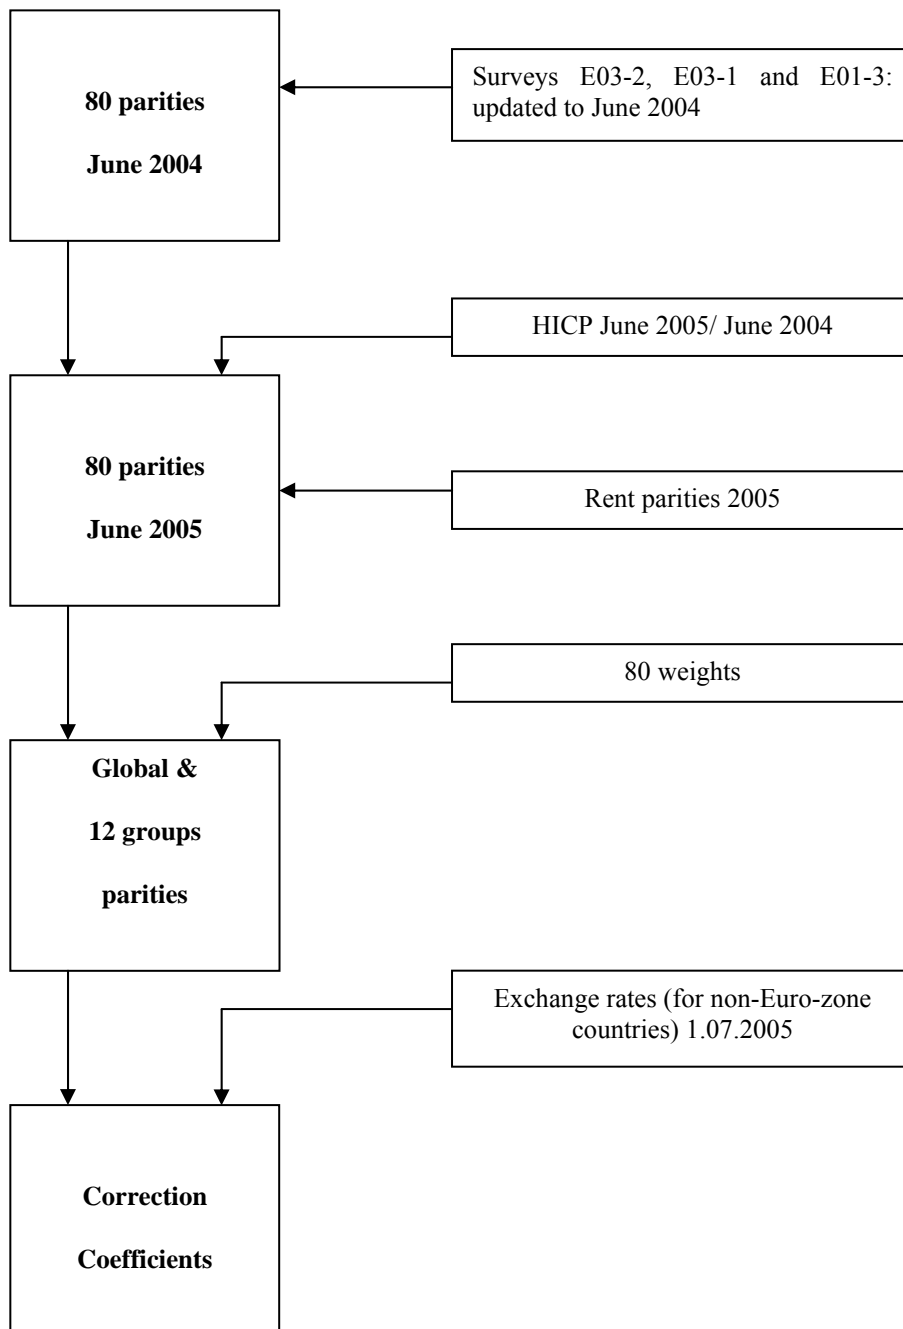 80 parities
June 2004
Surveys E03-2, E03-1 and E01-3:
updated to June 2004
HICP June 2005/ June 2004
80 parities
June 2005
Rent parities 2005
80 weights
Global &
12 groups
parities
Exchange rates (for non-Euro-zone
countries) 1.07.2005
Correction
Coefficients